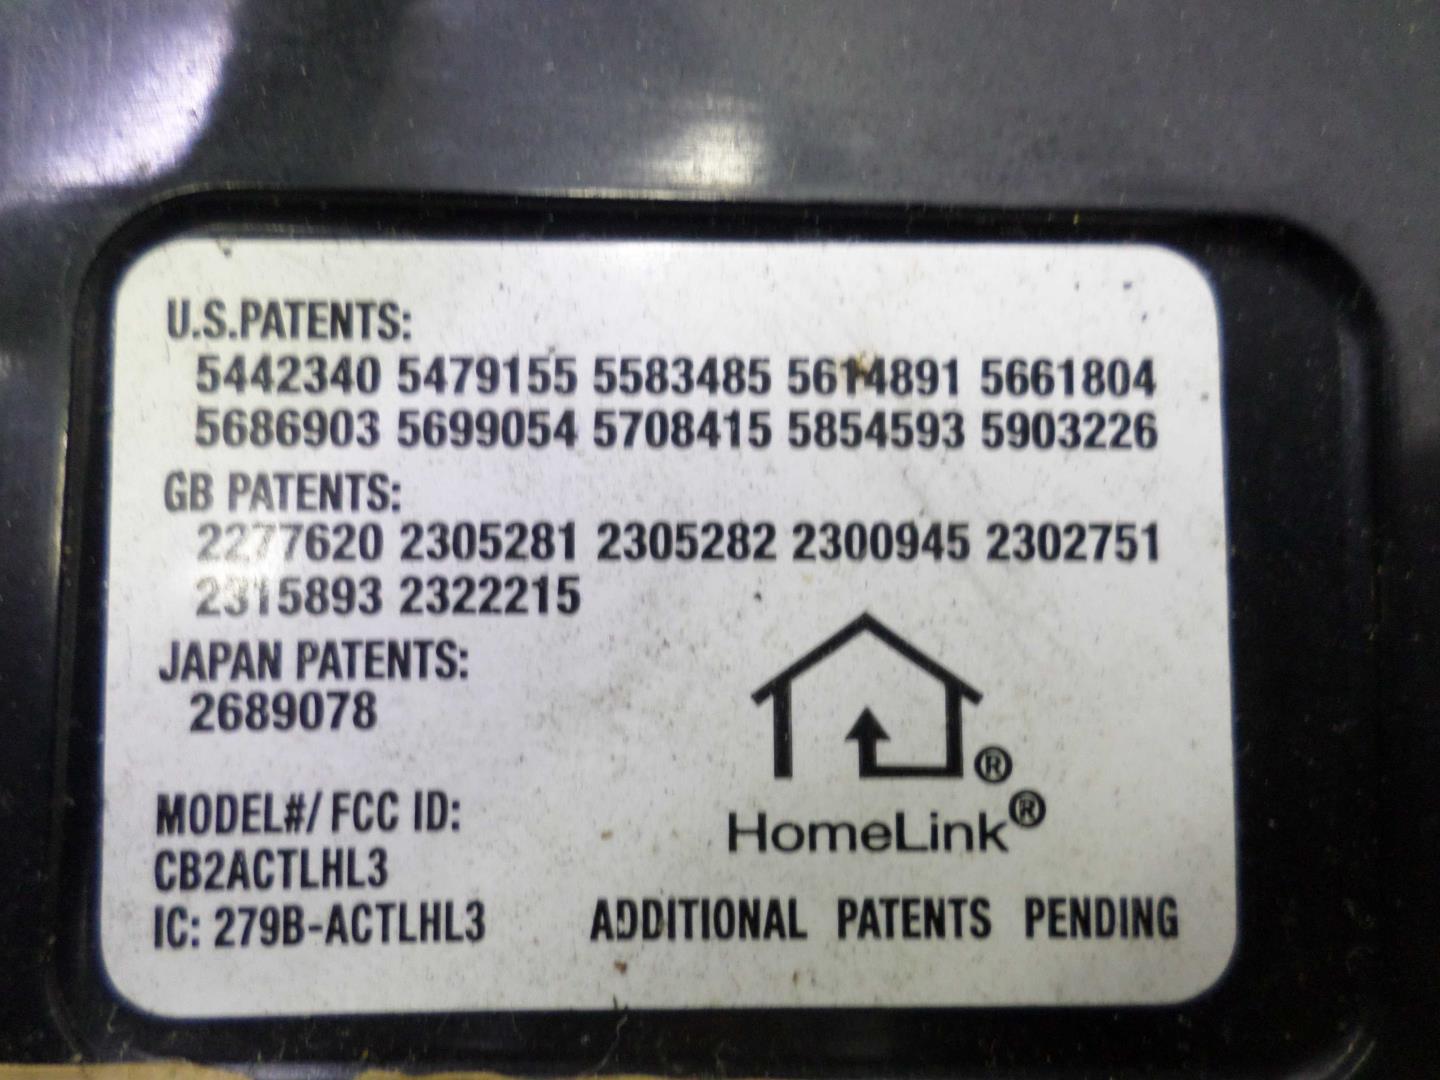 U.S.PATENTS:
5442340 5479155 5583485 5614891 5661804
5686903 5699054 5708415 5854593 5903226
GB PATENTS:
2277620 2305281 2305282 2300945 2302751
2315893 2322215
JAPAN PATENTS:
2689078
®
MODEL#/ FCC ID:
HomeLink®
CB2ACTLHL3
IC: 279B-ACTLHL3 ADDITIONAL PATENTS PENDING